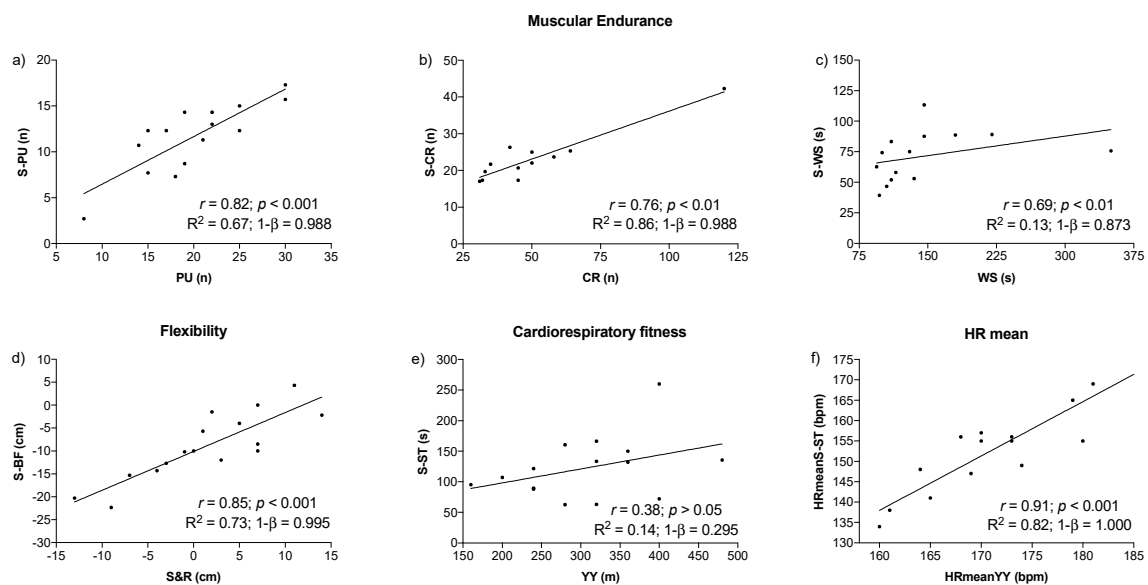 Muscular Endurance
a)
20
15
10
5
0
S-PU (n)
5 10 15 20 25 30 35
PU (n)
r = 0.82; p < 0.001
R² = 0.67; 1-β = 0.988
b)
50
40
30
20
10
0
S-CR (n)
25 50 75 100 125
CR (n)
r = 0.76; p < 0.01
R² = 0.86; 1-β = 0.988
c)
150
125
100
75
50
25
0
S-WS (s)
75 150 225 300 375
WS (s)
r = 0.69; p < 0.01
R² = 0.13; 1-β = 0.873
Flexibility
d)
10
5
0
-5
-10
-15
-20
-25
-30
S-BF (cm)
-15 -10 -5 0 5 10 15
S&R (cm)
r = 0.85; p < 0.001
R² = 0.73; 1-β = 0.995
Cardiorespiratory fitness
e)
300
250
200
150
100
50
0
S-ST (s)
150 200 250 300 350 400 450 500
YY (m)
r = 0.38; p > 0.05
R² = 0.14; 1-β = 0.295
HR mean
f)
175
170
165
160
155
150
145
140
135
130
HRmeanS-ST (bpm)
160 165 170 175 180 185
HRmeanYY (bpm)
r = 0.91; p < 0.001
R² = 0.82; 1-β = 1.000